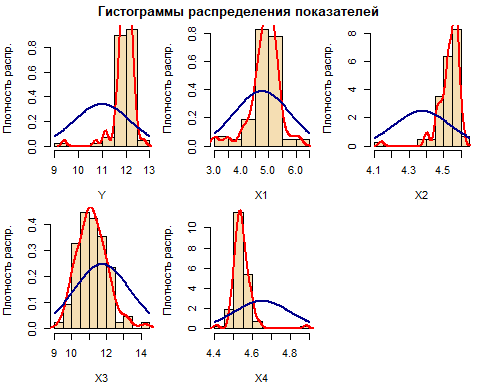 Гистограммы распределения показателей
Плотность распр.
0.0 0.2 0.4 0.6 0.8
9 10 11 12 13
Y
Плотность распр.
0.0 0.2 0.4 0.6 0.8
3.0 4.0 5.0 6.0
X1
Плотность распр.
0 2 4 6 8
4.1 4.3 4.5
X2
Плотность распр.
0.0 0.1 0.2 0.3 0.4
9 10 12 14
X3
Плотность распр.
0 2 4 6 8 10
4.4 4.6 4.8
X4